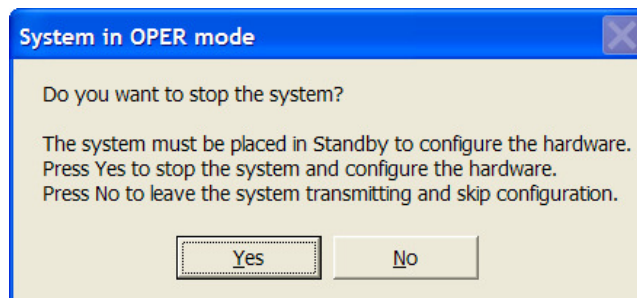 System in OPER mode
Do you want to stop the system?
The system must be placed in Standby to configure the hardware.
Press Yes to stop the system and configure the hardware.
Press No to leave the system transmitting and skip configuration.
Yes No